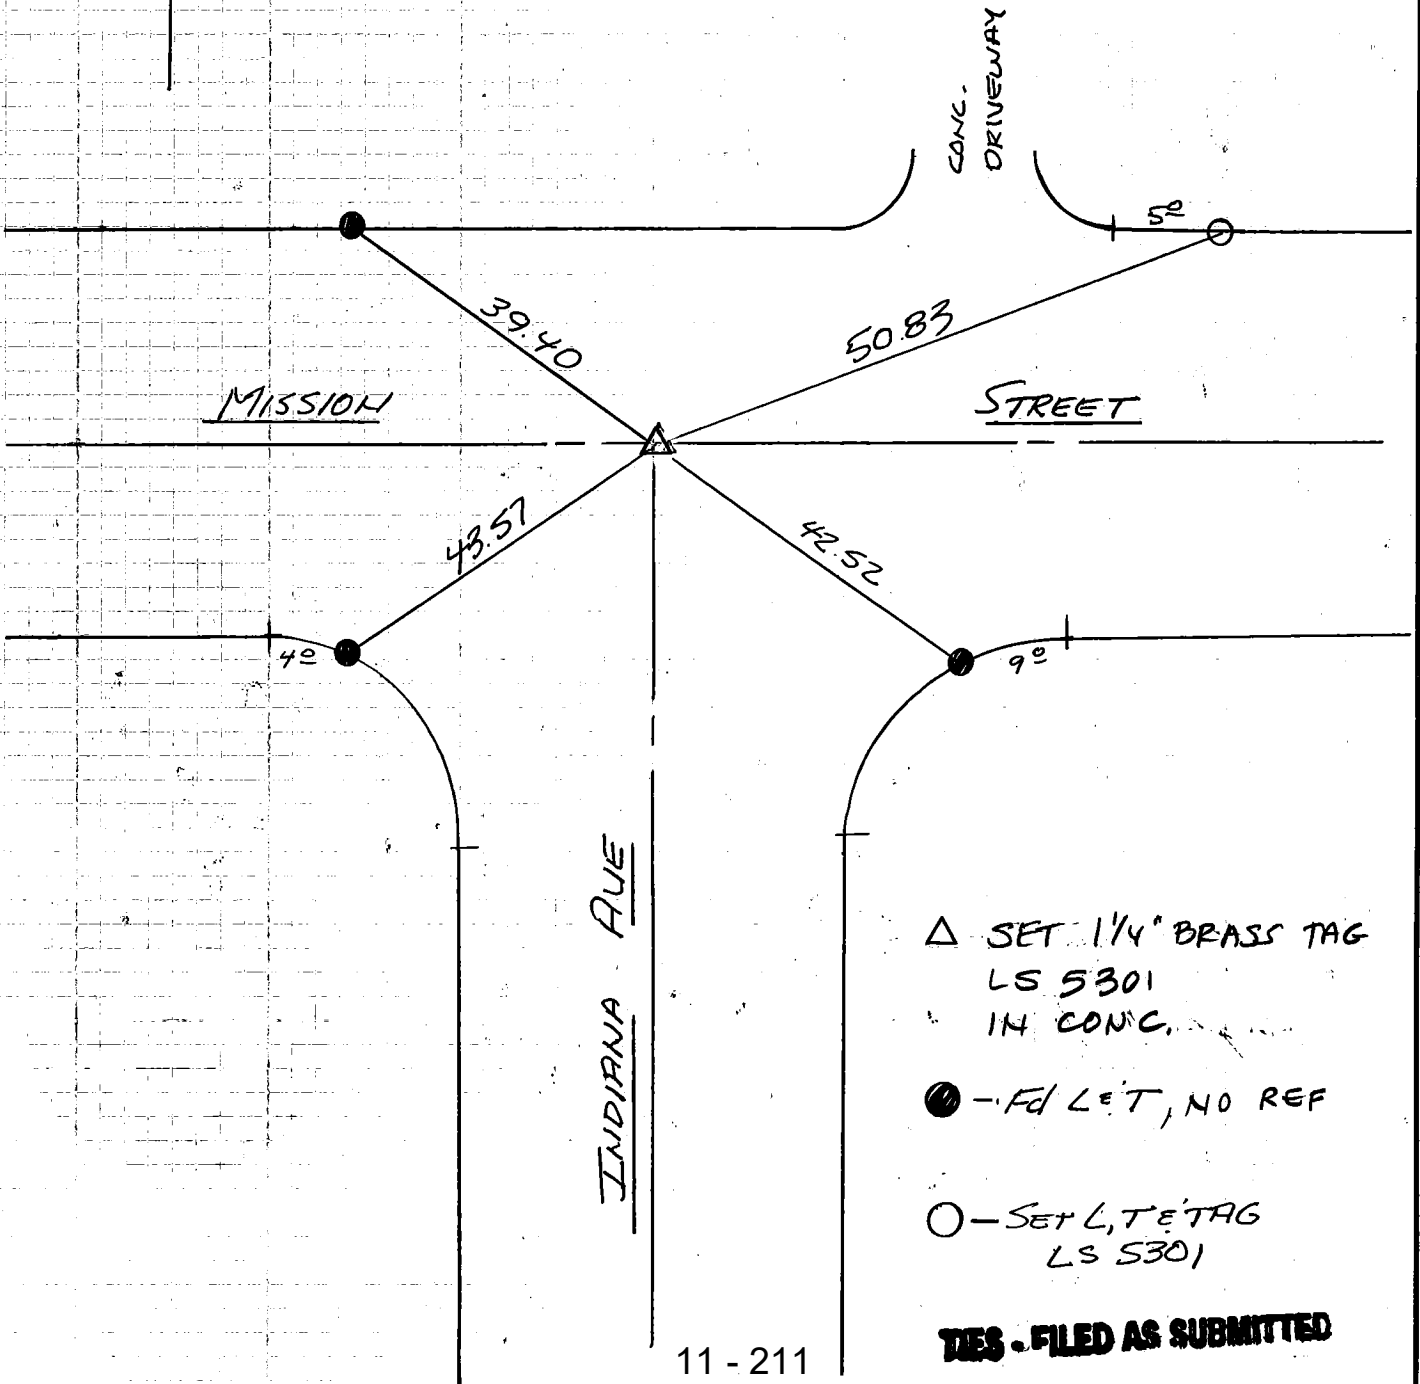 CONC.
DRIVEWAY
5º
39.40
50.83
MISSION
STREET
43.57
42.52
4º
9º
INDIANA AVE
△ SET 1 1/4" BRASS TAG
LS 5301
IN CONC.
● - Fd L & T, NO REF
○ - SET L, T & TAG
LS 5301
TIES - FILED AS SUBMITTED
11 - 211